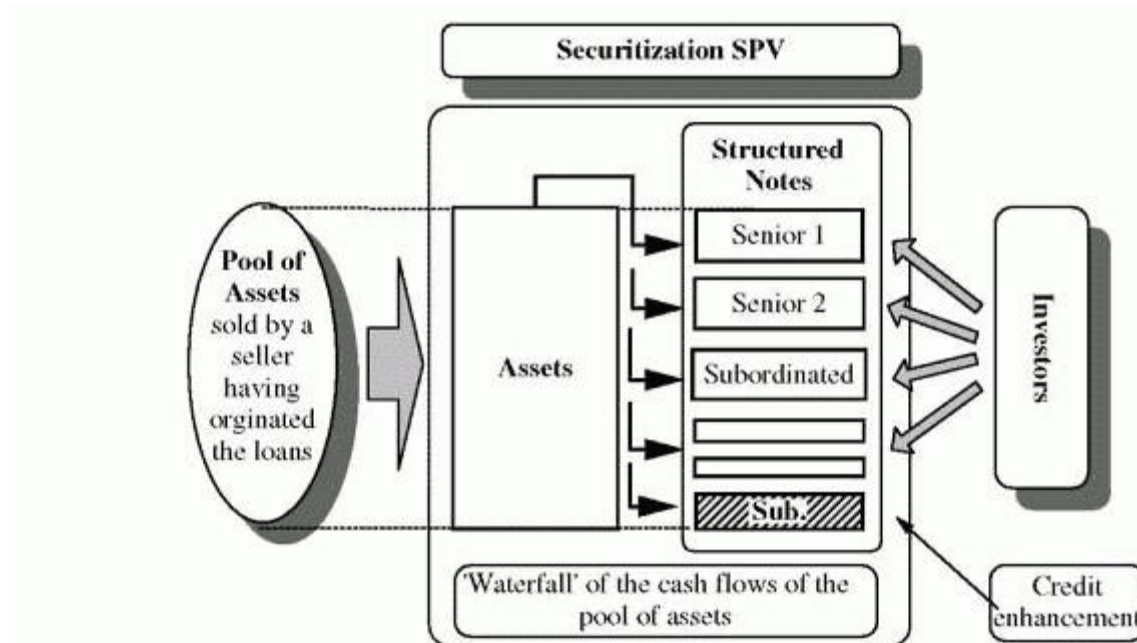 Securitization SPV
Structured
Notes
Senior 1
Senior 2
Subordinated
Sub.
Pool of
Assets
sold by a
seller
having
orginated
the loans
Assets
Investors
'Waterfall' of the cash flows of the
pool of assets
Credit
enhancement